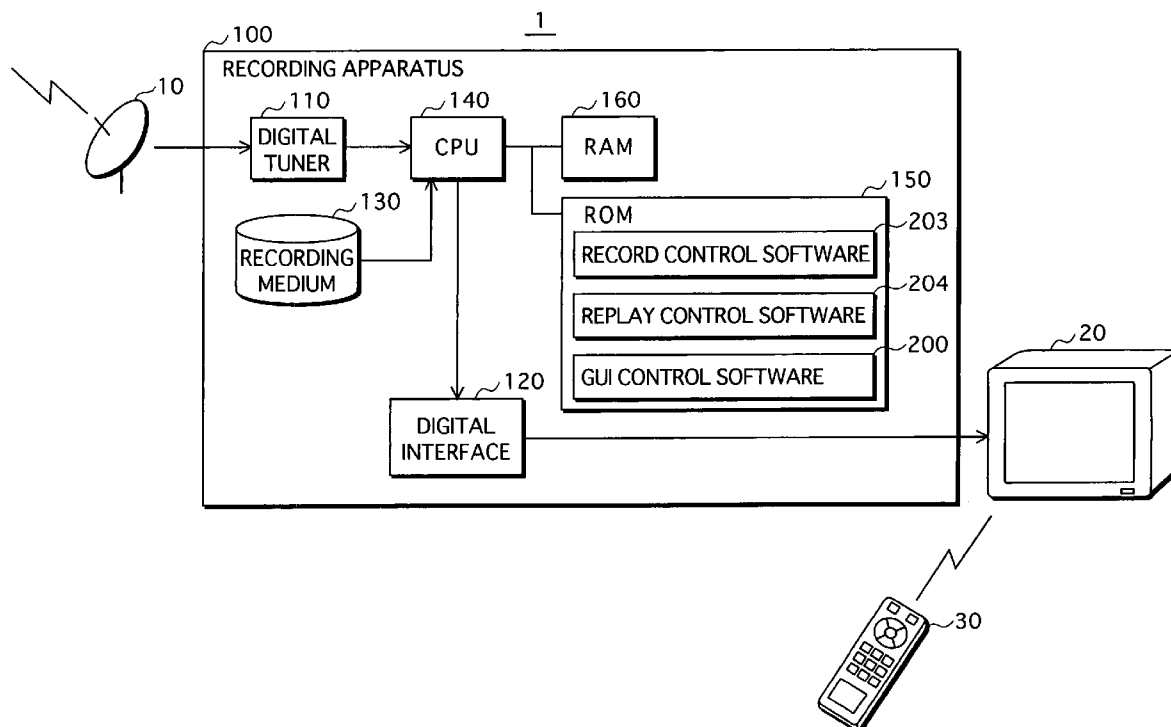 1
100
RECORDING APPARATUS
10
110
DIGITAL
TUNER
140
CPU
160
RAM
130
RECORDING
MEDIUM
150
ROM
203
RECORD CONTROL SOFTWARE
204
REPLAY CONTROL SOFTWARE
200
GUI CONTROL SOFTWARE
120
DIGITAL
INTERFACE
20
30